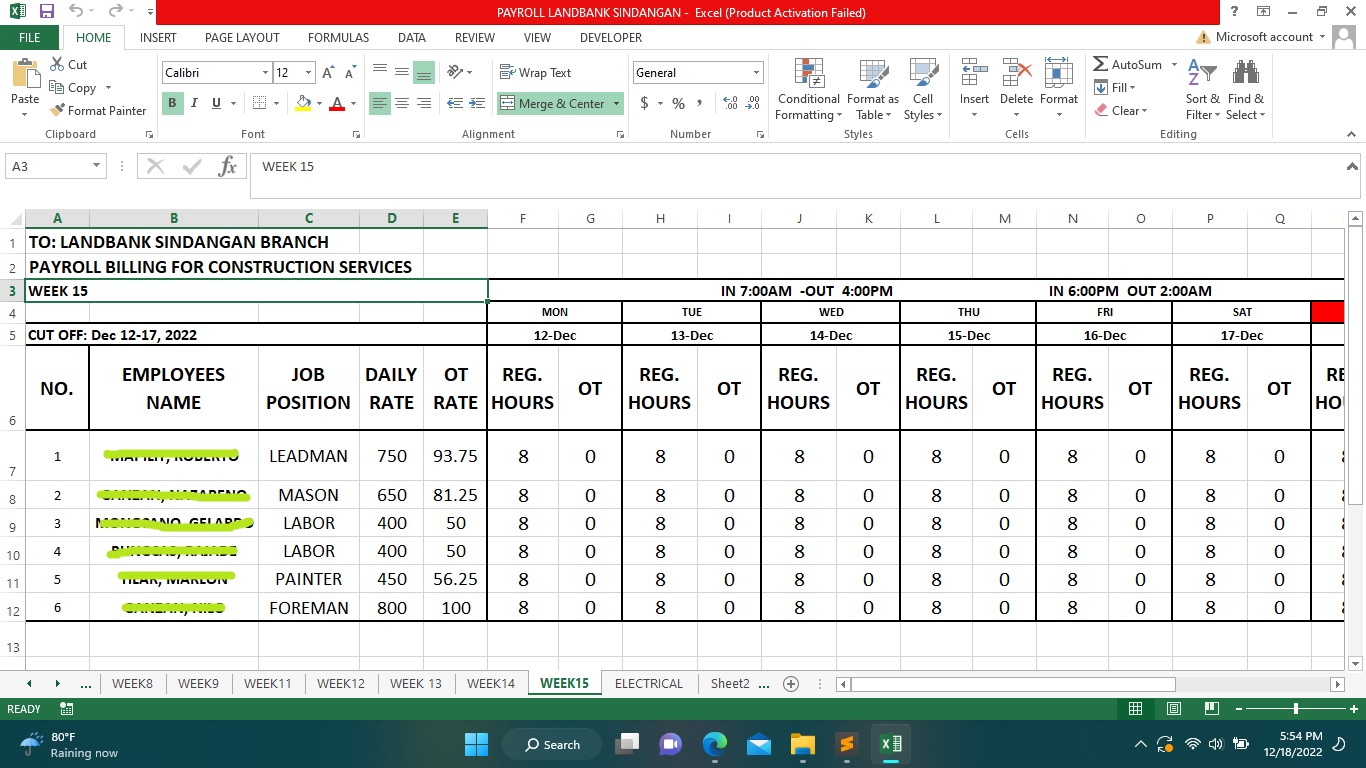 PAYROLL LANDBANK SINDANGAN - Excel (Product Activation Failed)
FILE HOME INSERT PAGE LAYOUT FORMULAS DATA REVIEW VIEW DEVELOPER Microsoft account
Cut
Copy
Format Painter
Paste
Calibri 12
B I U
Wrap Text
Merge & Center
General
$ % ,
Conditional Formatting
Format as Table
Cell Styles
Insert Delete Format
AutoSum
Fill
Clear
Sort & Filter
Find & Select
Clipboard Font Alignment Number Styles Cells Editing
A3 fx WEEK 15
A B C D E F G H I J K L M N O P Q
1 TO: LANDBANK SINDANGAN BRANCH
2 PAYROLL BILLING FOR CONSTRUCTION SERVICES
3 WEEK 15 IN 7:00AM -OUT 4:00PM IN 6:00PM OUT 2:00AM
4 MON TUE WED THU FRI SAT
5 CUT OFF: Dec 12-17, 2022 12-Dec 13-Dec 14-Dec 15-Dec 16-Dec 17-Dec
6 NO. EMPLOYEES NAME JOB POSITION DAILY RATE OT RATE REG. HOURS OT REG. HOURS OT REG. HOURS OT REG. HOURS OT REG. HOURS OT REG. HOURS OT
7 1 LEADMAN 750 93.75 8 0 8 0 8 0 8 0 8 0 8 0
8 2 MASON 650 81.25 8 0 8 0 8 0 8 0 8 0 8 0
9 3 LABOR 400 50 8 0 8 0 8 0 8 0 8 0 8 0
10 4 LABOR 400 50 8 0 8 0 8 0 8 0 8 0 8 0
11 5 PAINTER 450 56.25 8 0 8 0 8 0 8 0 8 0 8 0
12 6 FOREMAN 800 100 8 0 8 0 8 0 8 0 8 0 8 0
13
... WEEK8 WEEK9 WEEK11 WEEK12 WEEK 13 WEEK14 WEEK15 ELECTRICAL Sheet2 ...
READY
80°F
Raining now
Search
5:54 PM
12/18/2022